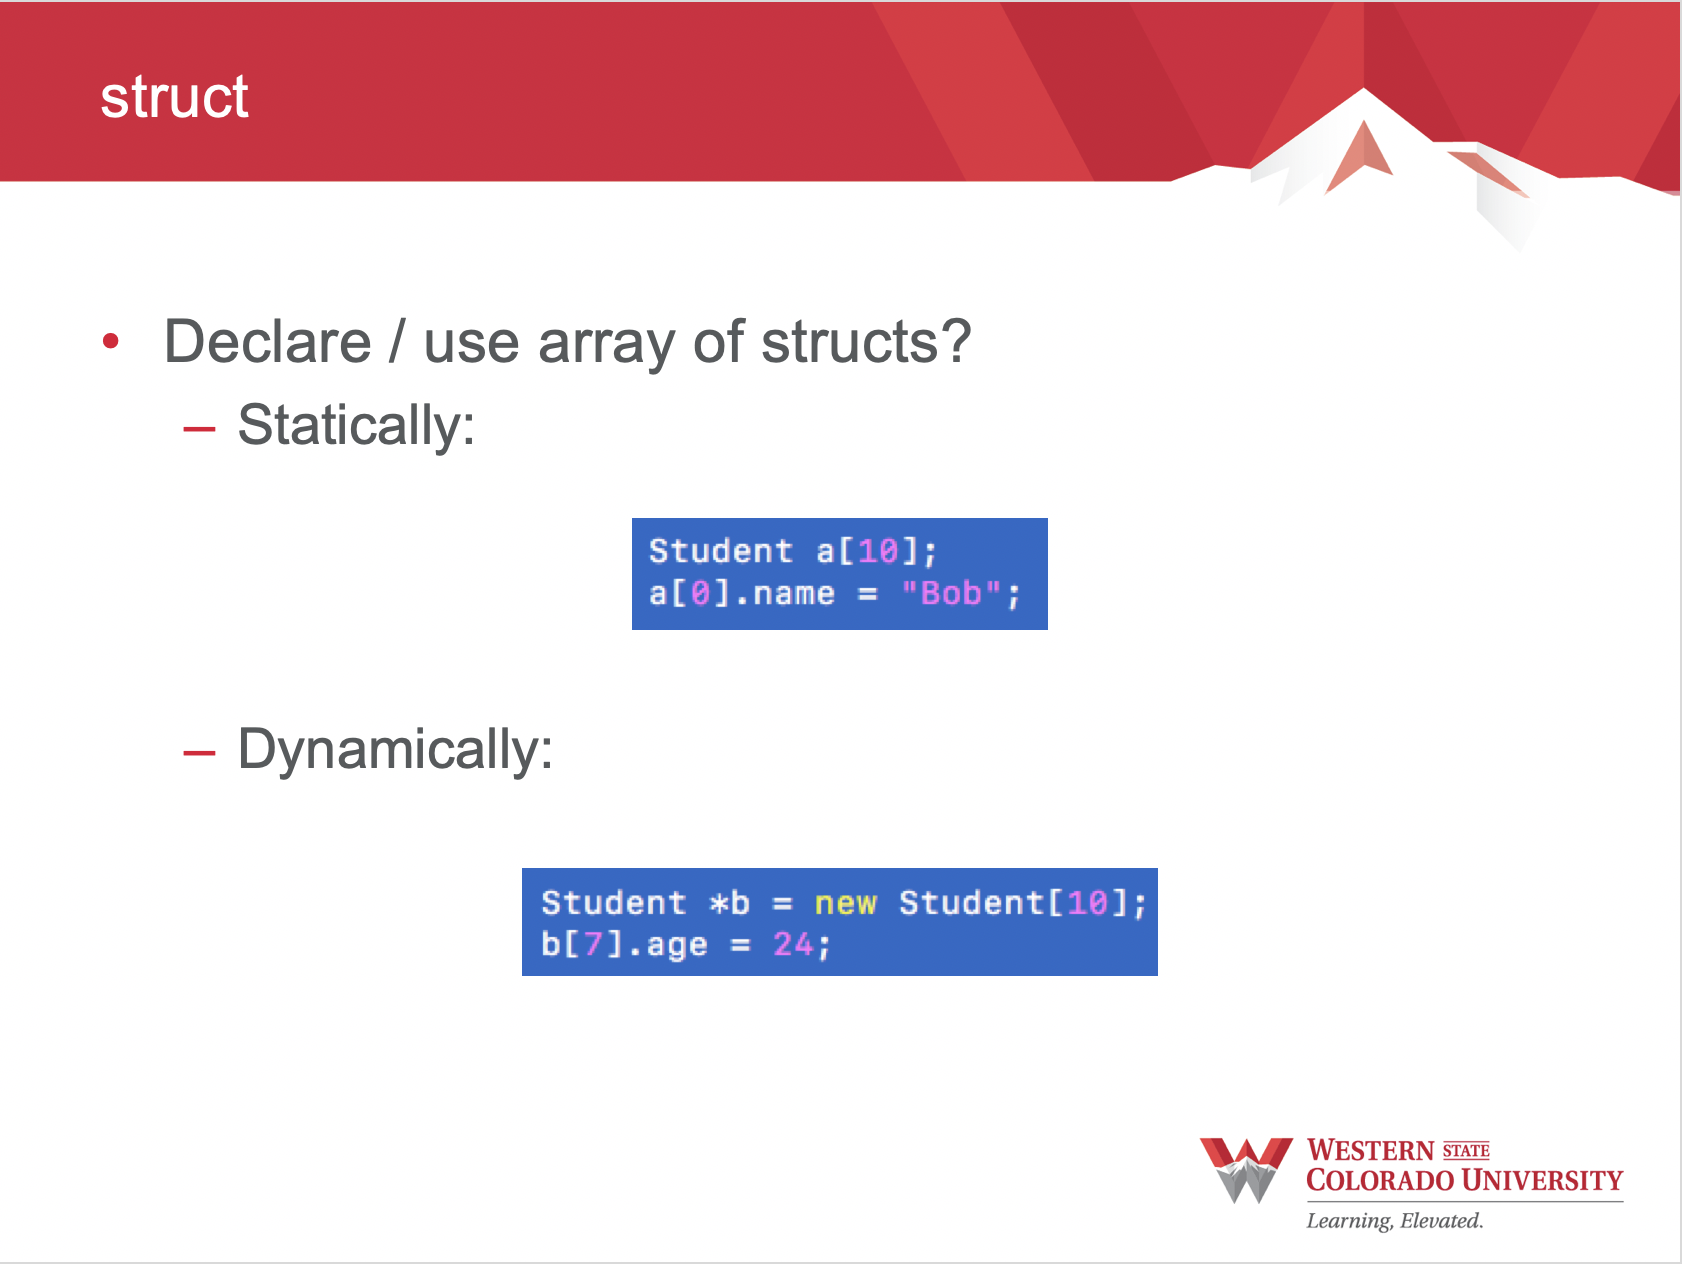 struct
• Declare / use array of structs?
– Statically:
Student a[10];
a[0].name = "Bob";
– Dynamically:
Student *b = new Student[10];
b[7].age = 24;
WESTERN STATE
COLORADO UNIVERSITY
Learning, Elevated.